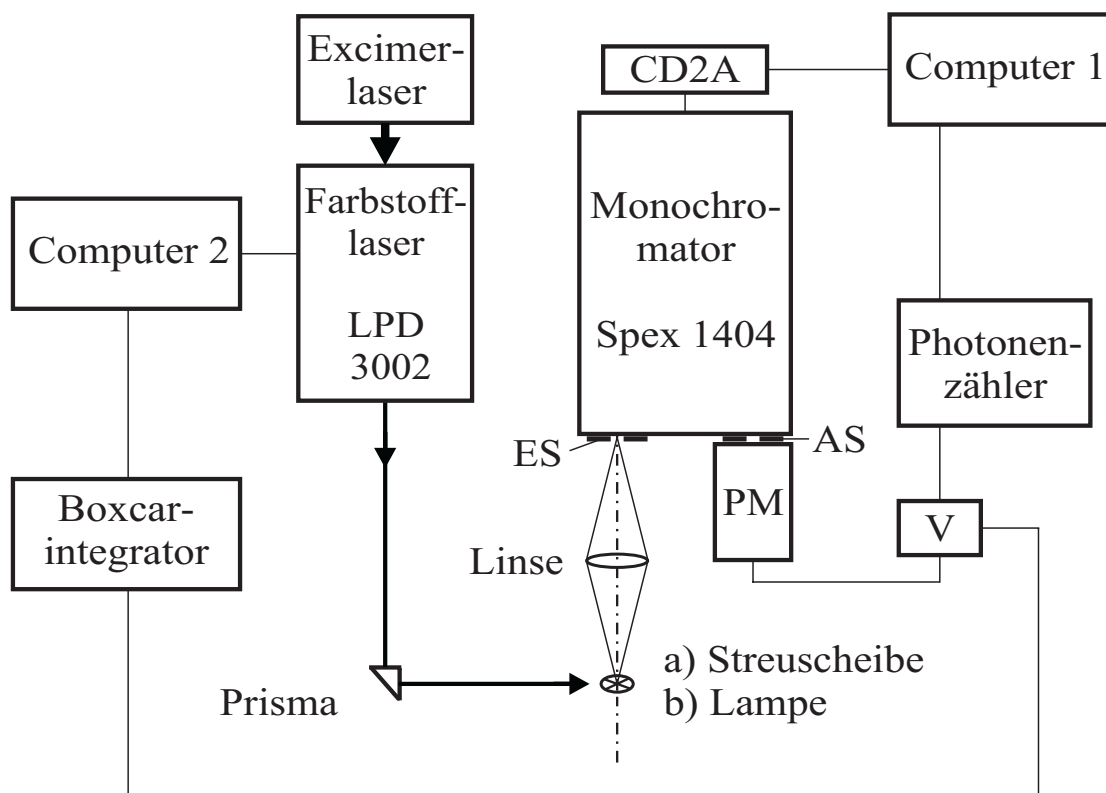 Excimer-
laser
CD2A
Computer 1
Farbstoff-
laser
LPD
3002
Monochro-
mator
Spex 1404
Computer 2
Photonen-
zähler
ES
AS
PM
Boxcar-
integrator
V
Linse
a) Streuscheibe
b) Lampe
Prisma